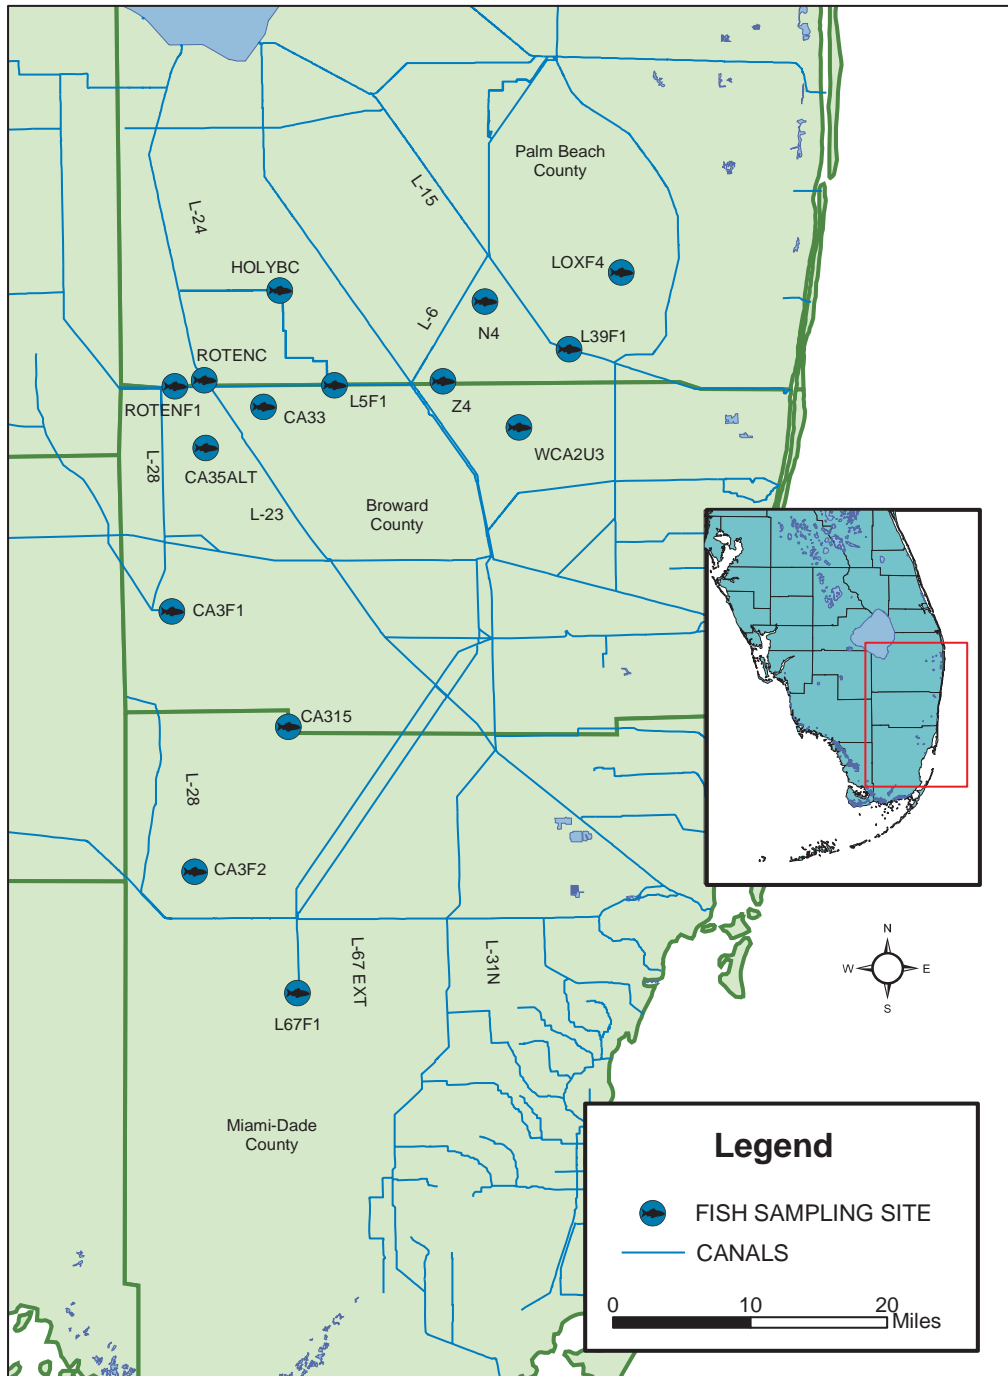 Palm Beach
County
L-15
L-24
HOLYBC
LOXF4
L-6
N4
L39F1
ROTENC
ROTENF1
L5F1
Z4
CA33
WCA2U3
CA35ALT
L-28
L-23
Broward
County
CA3F1
CA315
L-28
CA3F2
N
W
E
S
L-67 EXT
L-31N
L67F1
Miami-Dade
County
Legend
FISH SAMPLING SITE
CANALS
0 10 20
Miles